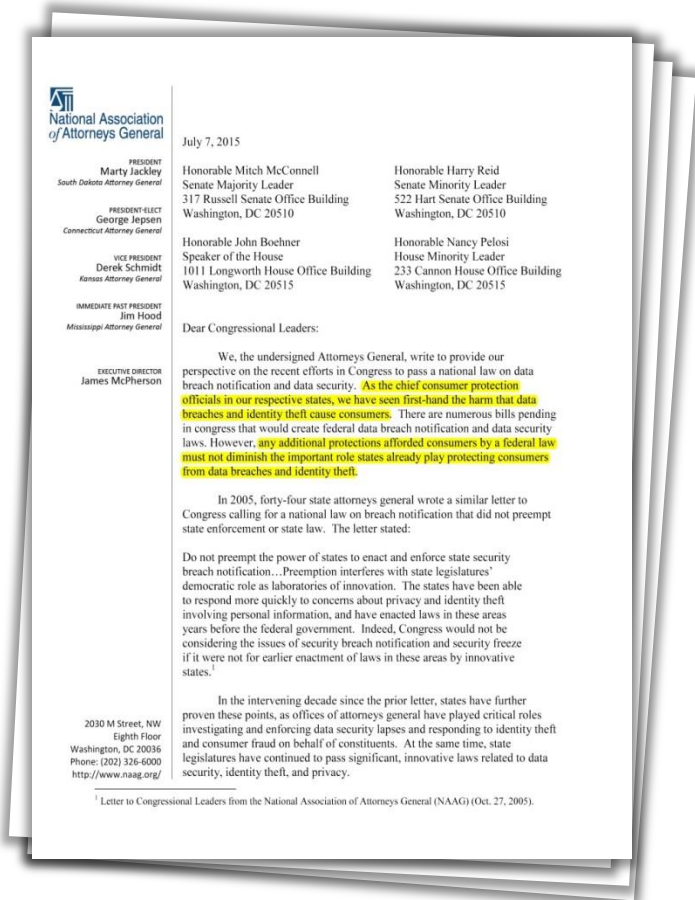 National Association
of Attorneys General
PRESIDENT
Marty Jackley
South Dakota Attorney General
PRESIDENT-ELECT
George Jepsen
Connecticut Attorney General
VICE PRESIDENT
Derek Schmidt
Kansas Attorney General
IMMEDIATE PAST PRESIDENT
Jim Hood
Mississippi Attorney General
EXECUTIVE DIRECTOR
James McPherson
2030 M Street, NW
Eighth Floor
Washington, DC 20036
Phone: (202) 326-6000
http://www.naag.org/
July 7, 2015
Honorable Mitch McConnell
Senate Majority Leader
317 Russell Senate Office Building
Washington, DC 20510
Honorable Harry Reid
Senate Minority Leader
522 Hart Senate Office Building
Washington, DC 20510
Honorable John Boehner
Speaker of the House
1011 Longworth House Office Building
Washington, DC 20515
Honorable Nancy Pelosi
House Minority Leader
233 Cannon House Office Building
Washington, DC 20515
Dear Congressional Leaders:
We, the undersigned Attorneys General, write to provide our
perspective on the recent efforts in Congress to pass a national law on data
breach notification and data security. As the chief consumer protection
officials in our respective states, we have seen first-hand the harm that data
breaches and identity theft cause consumers. There are numerous bills pending
in congress that would create federal data breach notification and data security
laws. However, any additional protections afforded consumers by a federal law
must not diminish the important role states already play protecting consumers
from data breaches and identity theft.
In 2005, forty-four state attorneys general wrote a similar letter to
Congress calling for a national law on breach notification that did not preempt
state enforcement or state law. The letter stated:
Do not preempt the power of states to enact and enforce state security
breach notification…Preemption interferes with state legislatures'
democratic role as laboratories of innovation. The states have been able
to respond more quickly to concerns about privacy and identity theft
involving personal information, and have enacted laws in these areas
years before the federal government. Indeed, Congress would not be
considering the issues of security breach notification and security freeze
if it were not for earlier enactment of laws in these areas by innovative
states.1
In the intervening decade since the prior letter, states have further
proven these points, as offices of attorneys general have played critical roles
investigating and enforcing data security lapses and responding to identity theft
and consumer fraud on behalf of constituents. At the same time, state
legislatures have continued to pass significant, innovative laws related to data
security, identity theft, and privacy.
1 Letter to Congressional Leaders from the National Association of Attorneys General (NAAG) (Oct. 27, 2005).